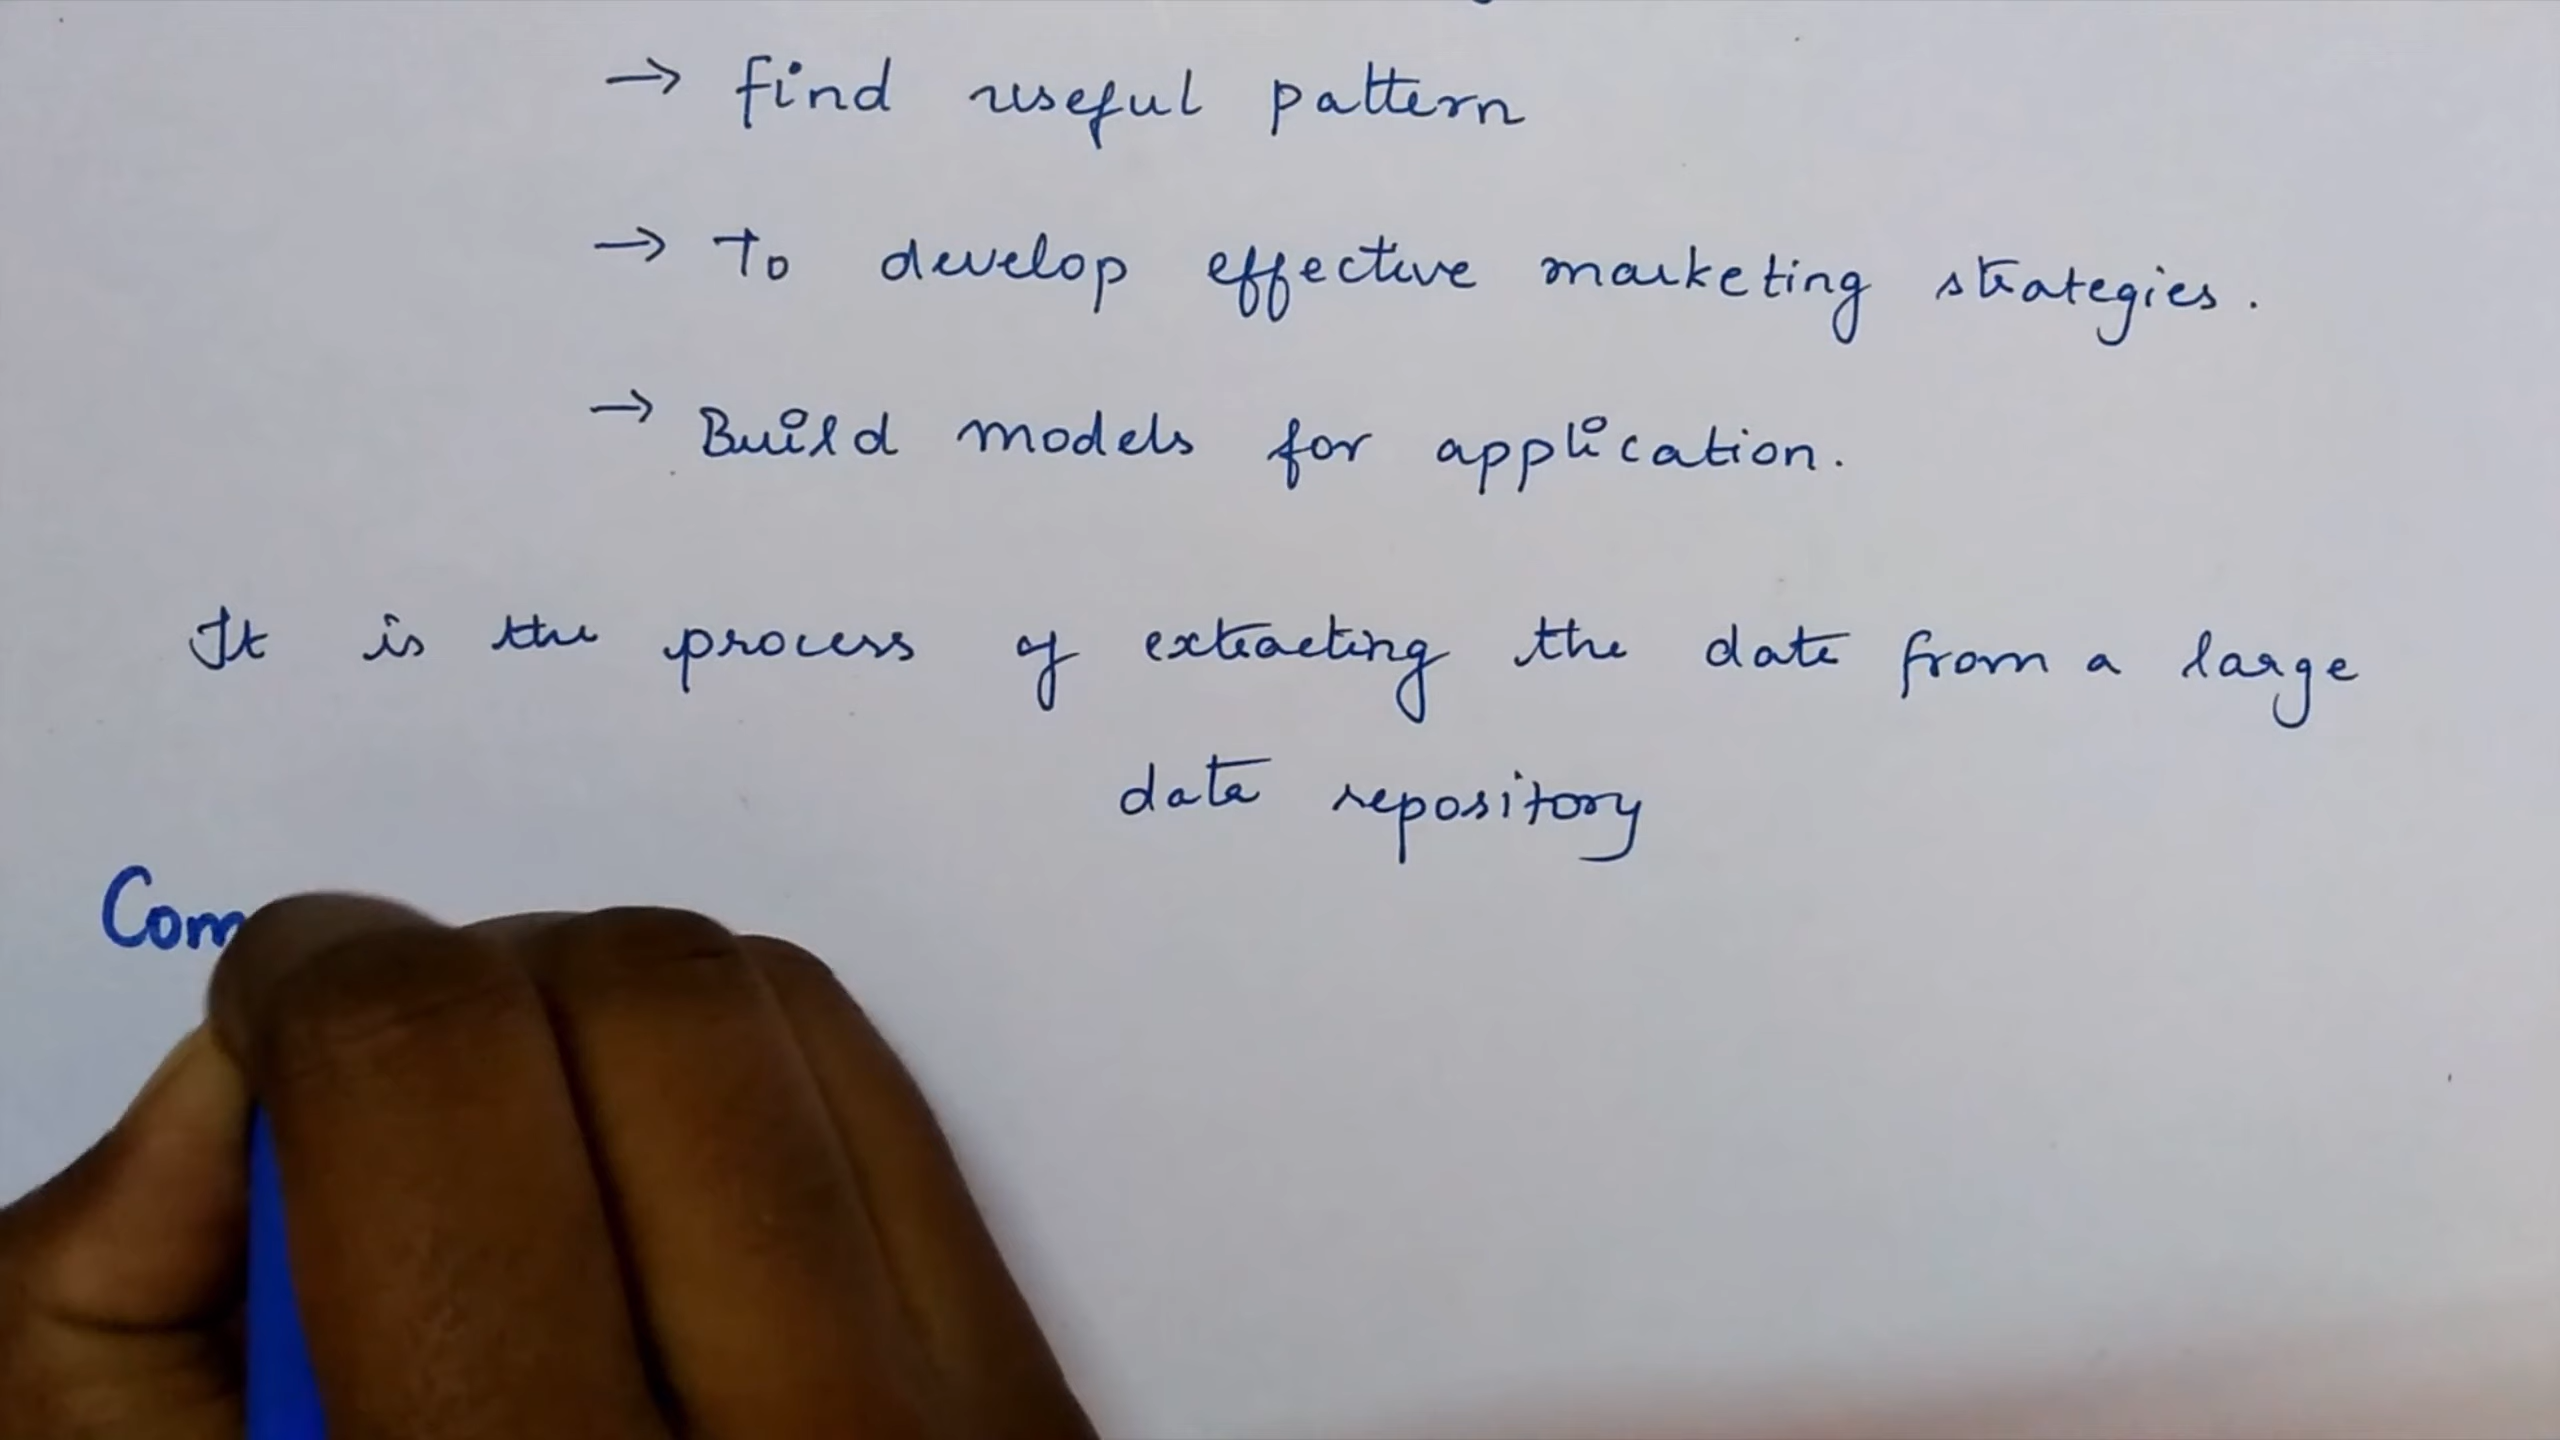 → find useful pattern
→ To develop effective marketing strategies.
→ Build models for application.
It is the process of extracting the data from a large
data repository
Com